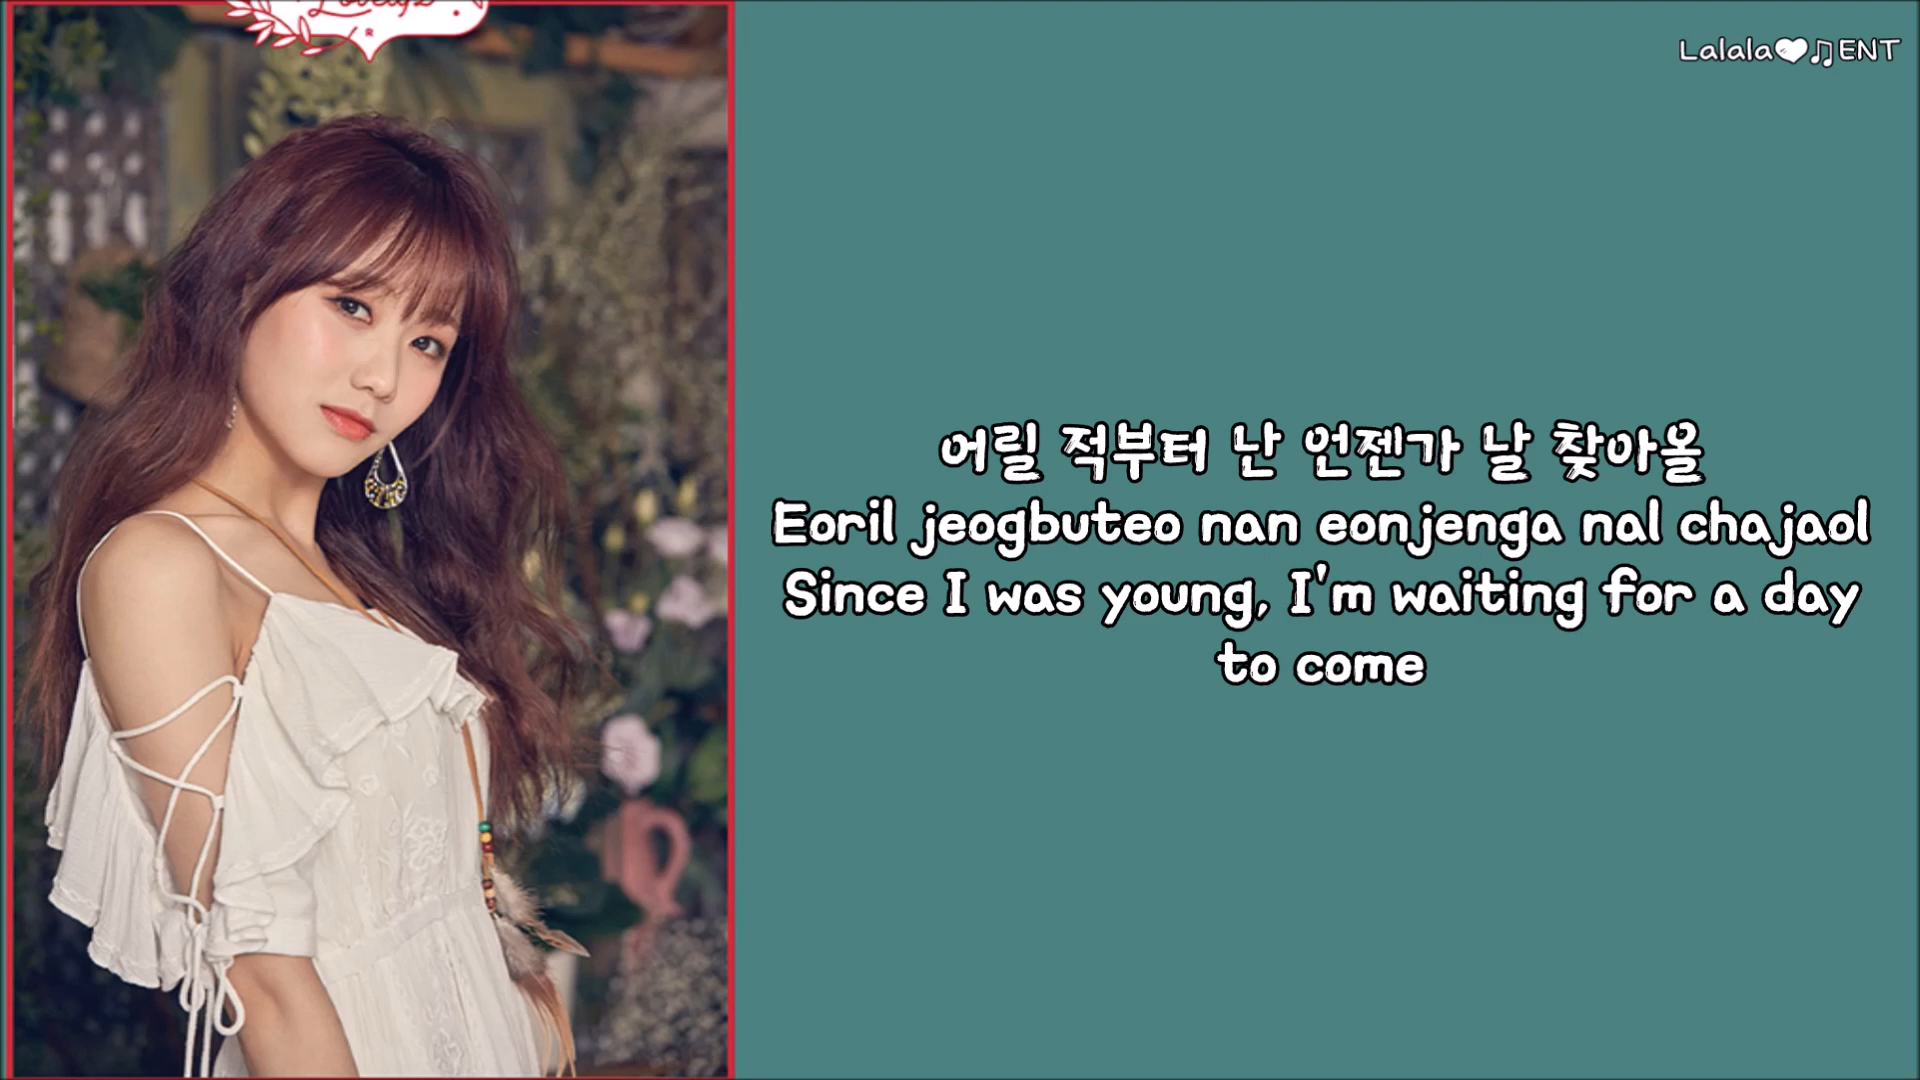 Lovelyz
R
Lalala🤍🎵ENT
어릴 적부터 난 언젠가 날 찾아올
Eoril jeogbuteo nan eonjenga nal chajaol
Since I was young, I'm waiting for a day
to come